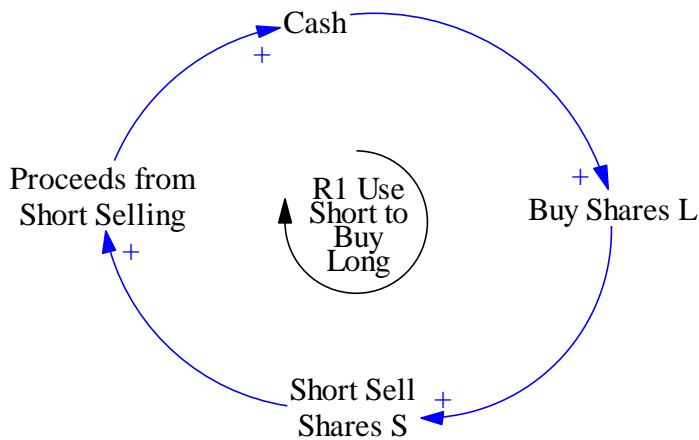 Cash
+
+
Proceeds from
Short Selling
R1 Use
Short to
Buy
Long
Buy Shares L
+
Short Sell
Shares S
+